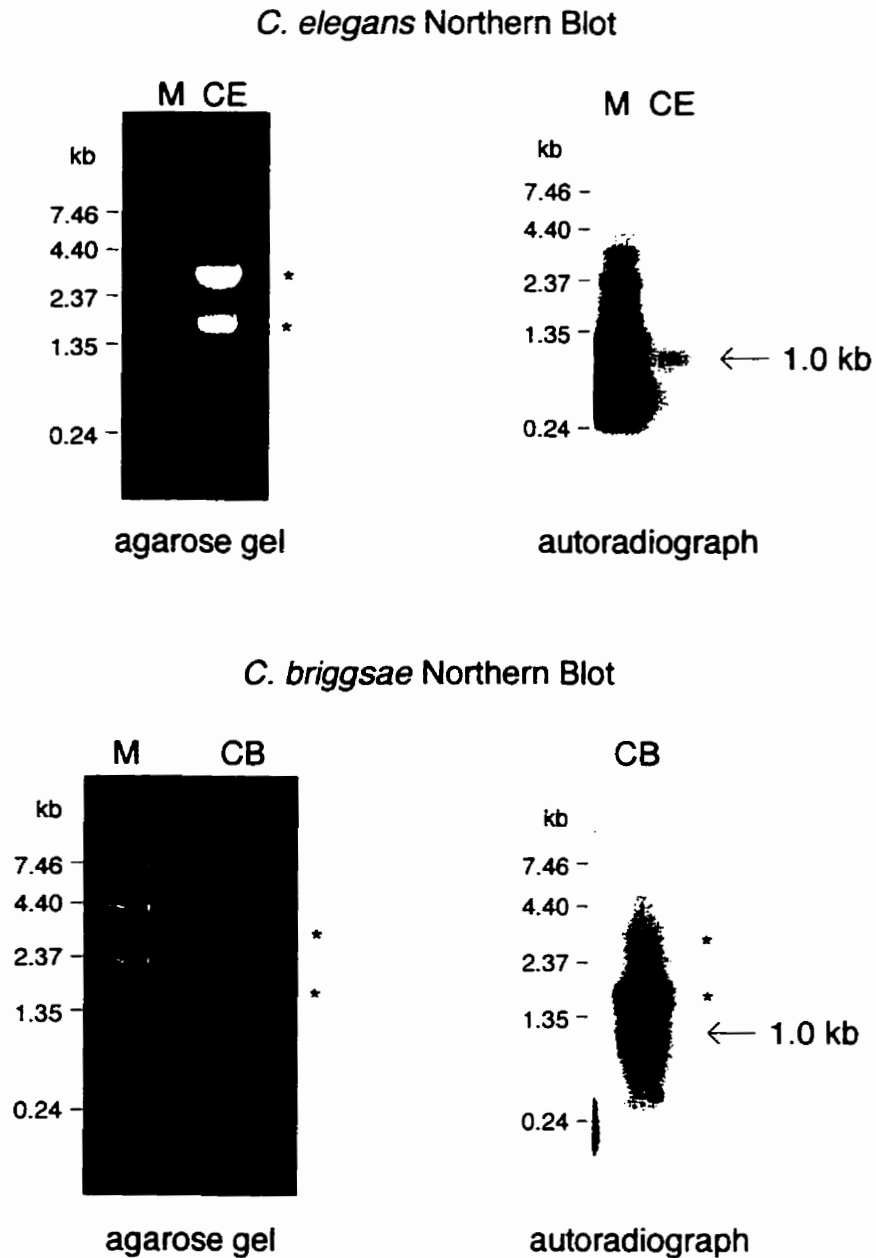 C. elegans Northern Blot
M CE
kb
7.46
4.40
2.37
1.35
0.24
*
*
agarose gel
M CE
kb
7.46
4.40
2.37
1.35
0.24
← 1.0 kb
autoradiograph
C. briggsae Northern Blot
M CB
kb
7.46
4.40
2.37
1.35
0.24
*
*
agarose gel
CB
kb
7.46
4.40
2.37
1.35
0.24
*
*
← 1.0 kb
autoradiograph